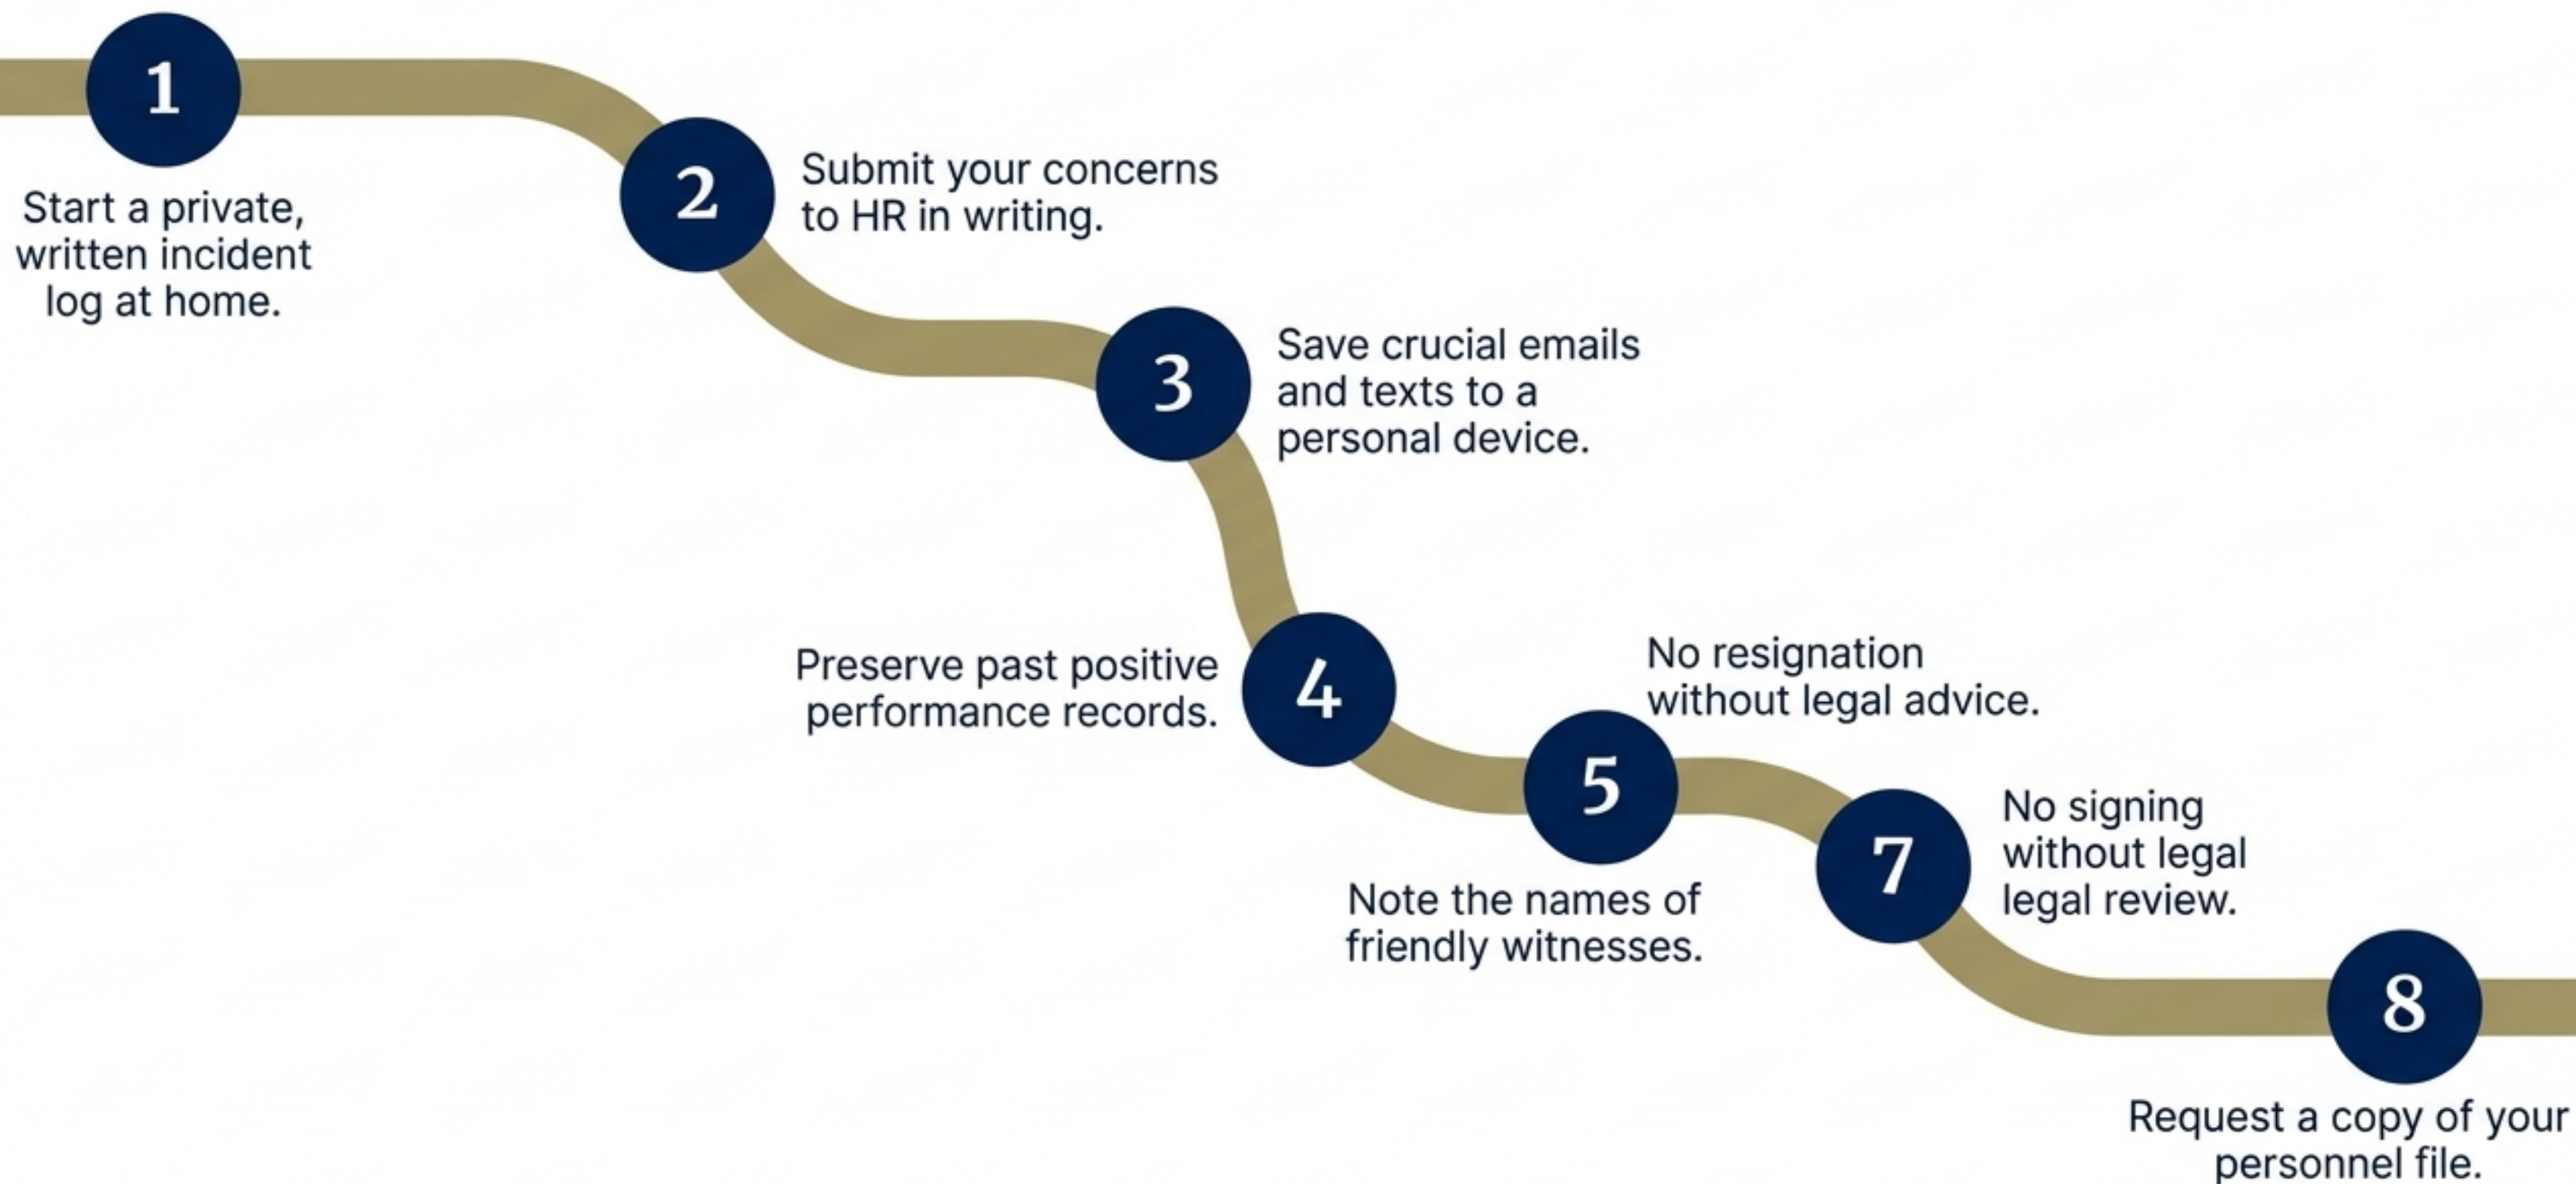 1
Start a private,
written incident
log at home.
2
Submit your concerns
to HR in writing.
3
Save crucial emails
and texts to a
personal device.
4
Preserve past positive
performance records.
5
Note the names of
friendly witnesses.
No resignation
without legal advice.
7
No signing
without legal
legal review.
8
Request a copy of your
personnel file.